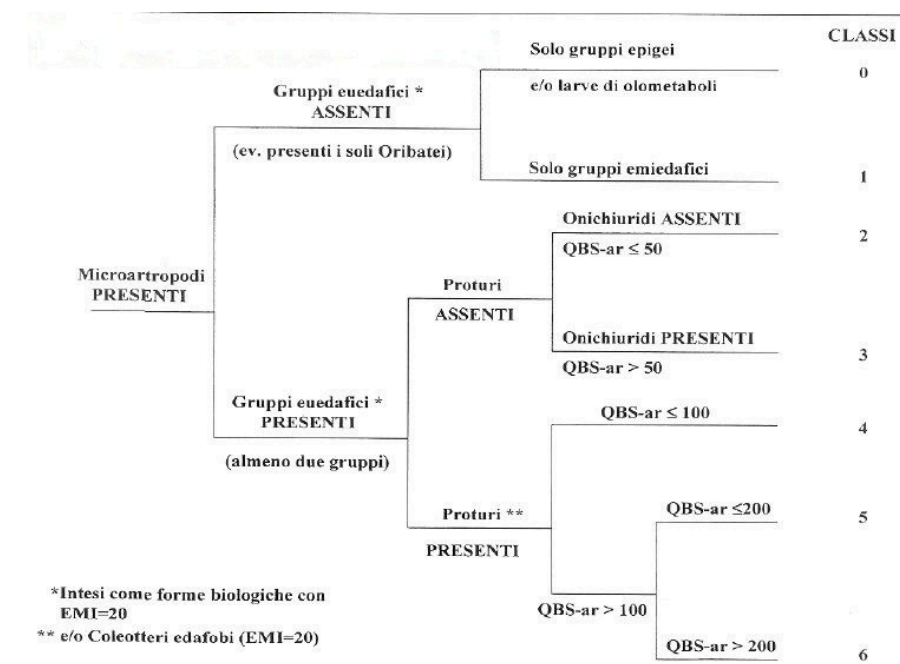 CLASSI
Solo gruppi epigei
0
e/o larve di olometaboli
Gruppi euedafici *
ASSENTI
(ev. presenti i soli Oribatei)
Solo gruppi emiedafici
1
Onichiuridi ASSENTI
2
QBS-ar ≤ 50
Microartropodi
PRESENTI
Proturi
ASSENTI
Onichiuridi PRESENTI
3
QBS-ar > 50
Gruppi euedafici *
PRESENTI
(almeno due gruppi)
QBS-ar ≤ 100
4
QBS-ar ≤200
5
Proturi **
PRESENTI
QBS-ar > 100
QBS-ar > 200
6
*Intesi come forme biologiche con
EMI=20
** e/o Coleotteri edafobi (EMI=20)